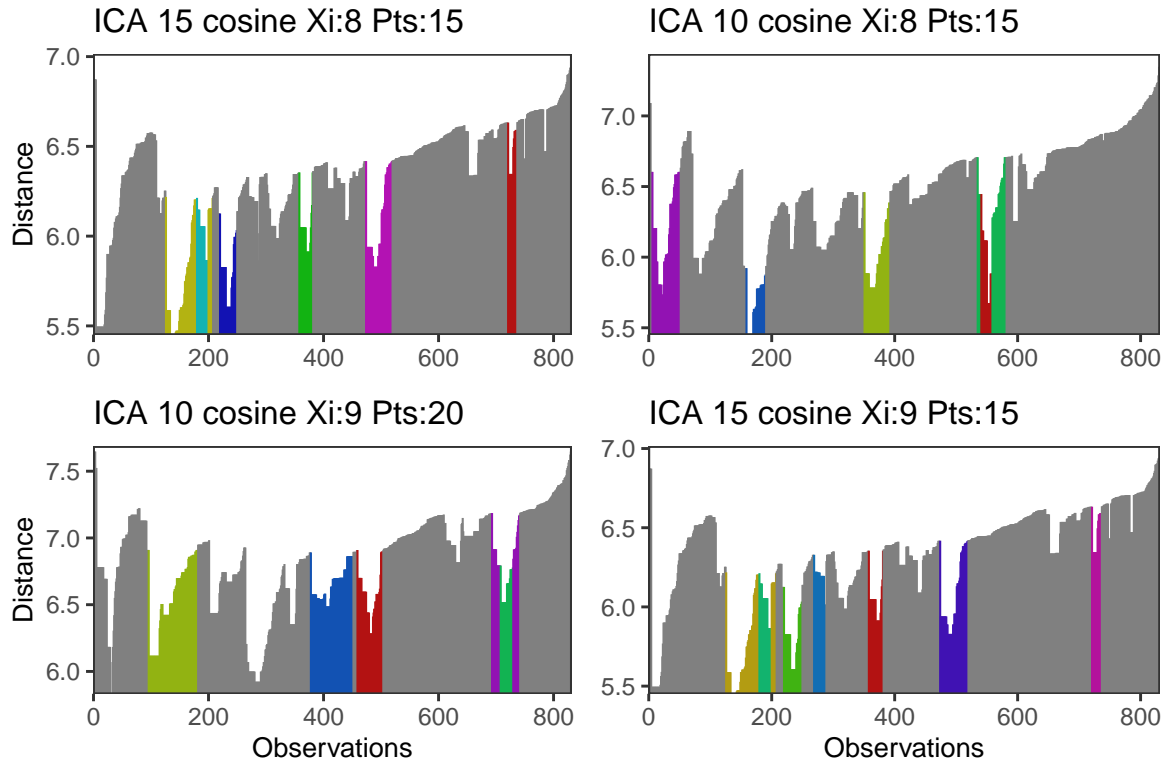 ICA 15 cosine Xi:8 Pts:15
ICA 10 cosine Xi:8 Pts:15
Distance
7.0
6.5
6.0
5.5
0 200 400 600 800
7.0
6.5
6.0
5.5
0 200 400 600 800
ICA 10 cosine Xi:9 Pts:20
ICA 15 cosine Xi:9 Pts:15
Distance
7.5
7.0
6.5
6.0
0 200 400 600 800
Observations
7.0
6.5
6.0
5.5
0 200 400 600 800
Observations